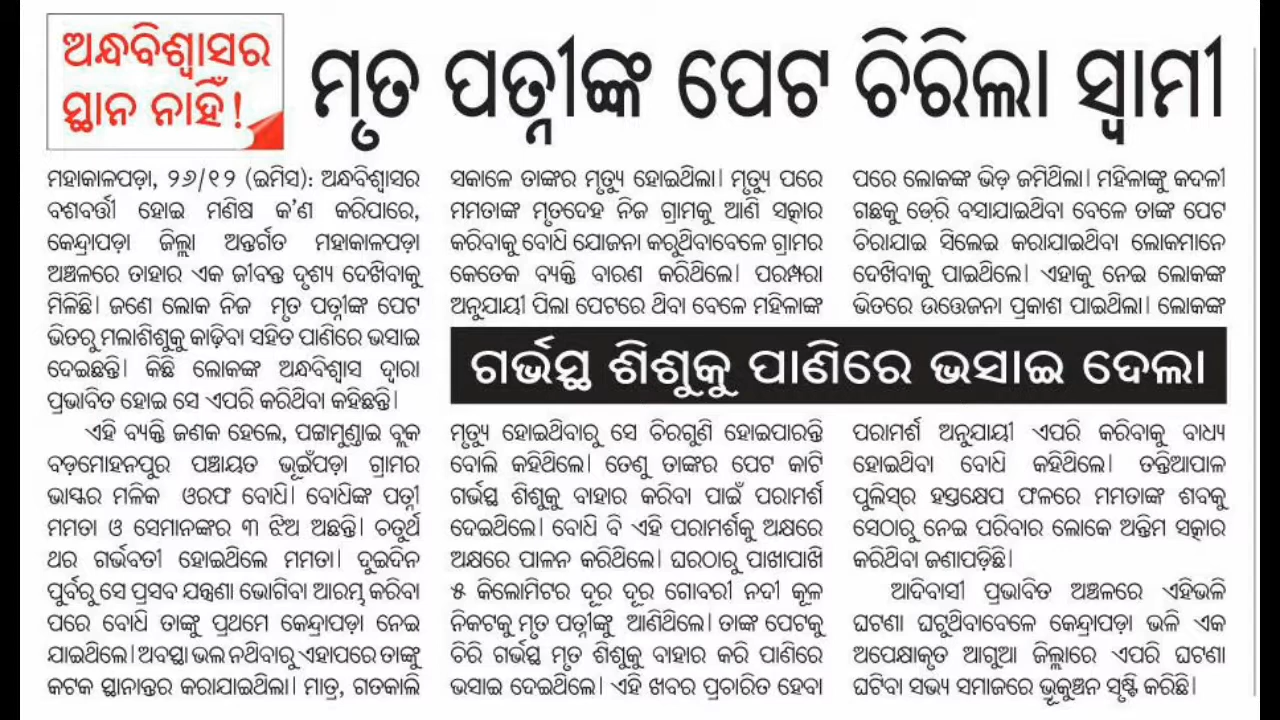 ଅନ୍ଧବିଶ୍ୱାସର
ସ୍ଥାନ ନାହିଁ!
ମୃତ ପତ୍ନୀଙ୍କ ପେଟ ଚିରିଲା ସ୍ୱାମୀ
ମହାକାଳପଡ଼ା, ୨୬/୧୨ (ଇମିସ): ଅନ୍ଧବିଶ୍ୱାସର
ବଶବର୍ତ୍ତୀ ହୋଇ ମଣିଷ କ'ଣ କରିପାରେ,
କେନ୍ଦ୍ରାପଡ଼ା ଜିଲ୍ଲା ଅନ୍ତର୍ଗତ ମହାକାଳପଡ଼ା
ଅଞ୍ଚଳରେ ତାହାର ଏକ ଜୀବନ୍ତ ଦୃଶ୍ୟ ଦେଖିବାକୁ
ମିଳିଛି। ଜଣେ ଲୋକ ନିଜ ମୃତ ପତ୍ନୀଙ୍କ ପେଟ
ଭିତରୁ ମଲାଶିଶୁକୁ କାଢ଼ିବା ସହିତ ପାଣିରେ ଭସାଇ
ଦେଇଛନ୍ତି। କିଛି ଲୋକଙ୍କ ଅନ୍ଧବିଶ୍ୱାସ ଦ୍ୱାରା
ପ୍ରଭାବିତ ହୋଇ ସେ ଏପରି କରିଥିବା କହିଛନ୍ତି।
ଏହି ବ୍ୟକ୍ତି ଜଣକ ହେଲେ, ପଟ୍ଟାମୁଣ୍ଡାଇ ବ୍ଲକ
ବଡ଼ମୋହନପୁର ପଞ୍ଚାୟତ ଭୂଇଁପଡ଼ା ଗ୍ରାମର
ଭାସ୍କର ମଳିକ ଓରଫ ବୋଧି। ବୋଧିଙ୍କ ପତ୍ନୀ
ମମତା ଓ ସେମାନଙ୍କର ୩ ଝିଅ ଅଛନ୍ତି। ଚତୁର୍ଥ
ଥର ଗର୍ଭବତୀ ହୋଇଥିଲେ ମମତା। ଦୁଇଦିନ
ପୂର୍ବରୁ ସେ ପ୍ରସବ ଯନ୍ତ୍ରଣା ଭୋଗିବା ଆରମ୍ଭ କରିବା
ପରେ ବୋଧି ତାଙ୍କୁ ପ୍ରଥମେ କେନ୍ଦ୍ରାପଡ଼ା ନେଇ
ଯାଇଥିଲେ। ଅବସ୍ଥା ଭଲ ନଥିବାରୁ ଏହାପରେ ତାଙ୍କୁ
କଟକ ସ୍ଥାନାନ୍ତର କରାଯାଇଥିଲା। ମାତ୍ର, ଗତକାଲି
ସକାଳେ ତାଙ୍କର ମୃତ୍ୟୁ ହୋଇଥିଲା। ମୃତ୍ୟୁ ପରେ
ମମତାଙ୍କ ମୃତଦେହ ନିଜ ଗ୍ରାମକୁ ଆଣି ସତ୍କାର
କରିବାକୁ ବୋଧି ଯୋଜନା କରୁଥିବାବେଳେ ଗ୍ରାମର
କେତେକ ବ୍ୟକ୍ତି ବାରଣ କରିଥିଲେ। ପରମ୍ପରା
ଅନୁଯାୟୀ ପିଲା ପେଟରେ ଥିବା ବେଳେ ମହିଳାଙ୍କ
ପରେ ଲୋକଙ୍କ ଭିଡ଼ ଜମିଥିଲା। ମହିଳାଙ୍କୁ କଦଳୀ
ଗଛକୁ ଡେ଼ରି ବସାଯାଇଥିବା ବେଳେ ତାଙ୍କ ପେଟ
ଚିରାଯାଇ ସିଲେଇ କରାଯାଇଥିବା ଲୋକମାନେ
ଦେଖିବାକୁ ପାଇଥିଲେ। ଏହାକୁ ନେଇ ଲୋକଙ୍କ
ଭିତରେ ଉତ୍ତେଜନା ପ୍ରକାଶ ପାଇଥିଲା। ଲୋକଙ୍କ
ଗର୍ଭସ୍ଥ ଶିଶୁକୁ ପାଣିରେ ଭସାଇ ଦେଲା
ମୃତ୍ୟୁ ହୋଇଥିବାରୁ ସେ ଚିରଗୁଣି ହୋଇପାରନ୍ତି
ବୋଲି କହିଥିଲେ। ତେଣୁ ତାଙ୍କର ପେଟ କାଟି
ଗର୍ଭସ୍ଥ ଶିଶୁକୁ ବାହାର କରିବା ପାଇଁ ପରାମର୍ଶ
ଦେଇଥିଲେ। ବୋଧି ବି ଏହି ପରାମର୍ଶକୁ ଅକ୍ଷରେ
ଅକ୍ଷରେ ପାଳନ କରିଥିଲେ। ଘରଠାରୁ ପାଖାପାଖି
୫ କିଲୋମିଟର ଦୂର ଦୂର ଗୋବରୀ ନଦୀ କୂଳ
ନିକଟକୁ ମୃତ ପତ୍ନୀଙ୍କୁ ଆଣିଥିଲେ। ତାଙ୍କ ପେଟକୁ
ଚିରି ଗର୍ଭସ୍ଥ ମୃତ ଶିଶୁକୁ ବାହାର କରି ପାଣିରେ
ଭସାଇ ଦେଇଥିଲେ। ଏହି ଖବର ପ୍ରଚାରିତ ହେବା
ପରାମର୍ଶ ଅନୁଯାୟୀ ଏପରି କରିବାକୁ ବାଧ୍ୟ
ହୋଇଥିବା ବୋଧି କହିଥିଲେ। ତନ୍ତିଆପାଳ
ପୁଲିସ୍‌ର ହସ୍ତକ୍ଷେପ ଫଳରେ ମମତାଙ୍କ ଶବକୁ
ସେଠାରୁ ନେଇ ପରିବାର ଲୋକେ ଅନ୍ତିମ ସତ୍କାର
କରିଥିବା ଜଣାପଡ଼ିଛି।
ଆଦିବାସୀ ପ୍ରଭାବିତ ଅଞ୍ଚଳରେ ଏହିଭଳି
ଘଟଣା ଘଟୁଥିବାବେଳେ କେନ୍ଦ୍ରାପଡ଼ା ଭଳି ଏକ
ଅପେକ୍ଷାକୃତ ଆଗୁଆ ଜିଲ୍ଲାରେ ଏପରି ଘଟଣା
ଘଟିବା ସଭ୍ୟ ସମାଜରେ ଭ୍ରୂକୁଞ୍ଚନ ସୃଷ୍ଟି କରିଛି।